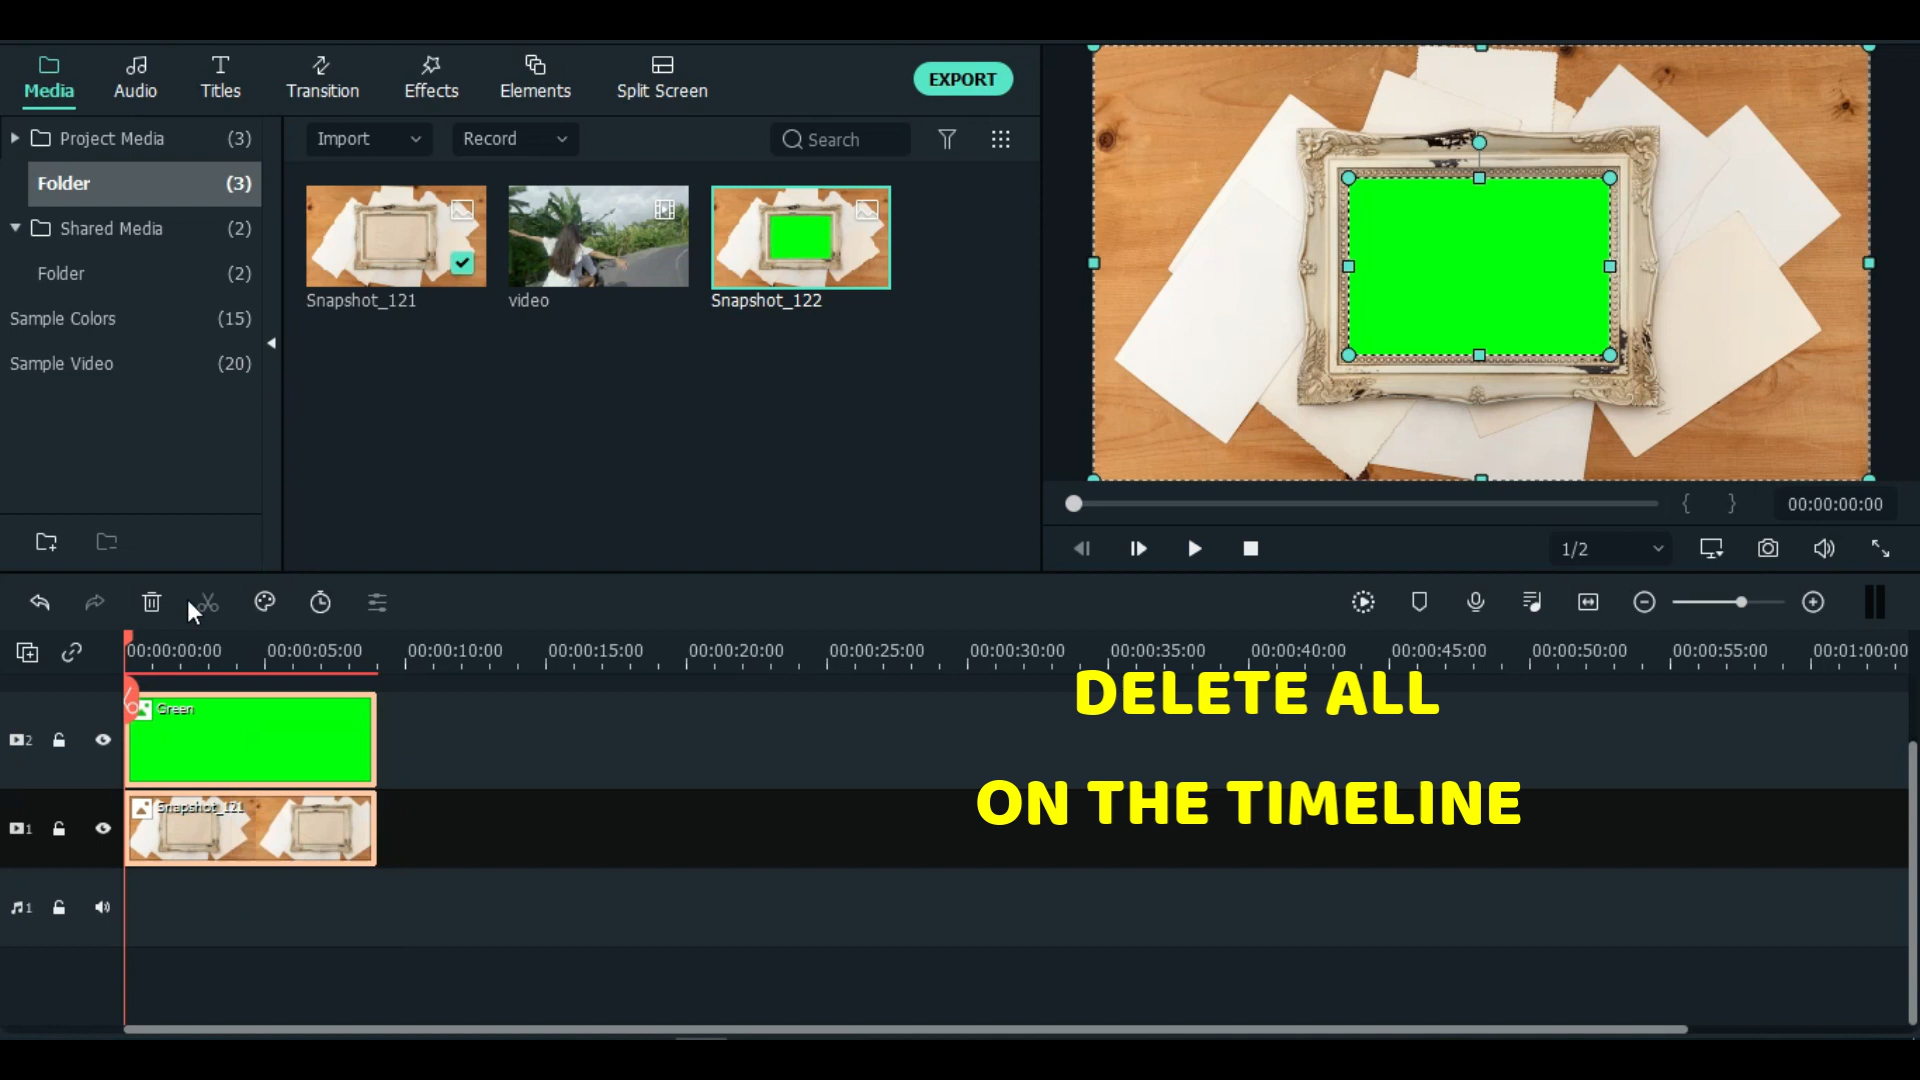 Media
Audio
Titles
Transition
Effects
Elements
Split Screen
EXPORT
Project Media (3)
Folder (3)
Shared Media (2)
Folder (2)
Sample Colors (15)
Sample Video (20)
Import
Record
Search
Snapshot_121
video
Snapshot_122
00:00:00:00
1/2
00:00:00:00
00:00:05:00
00:00:10:00
00:00:15:00
00:00:20:00
00:00:25:00
00:00:30:00
00:00:35:00
00:00:40:00
00:00:45:00
00:00:50:00
00:00:55:00
00:01:00:00
DELETE ALL
ON THE TIMELINE
2
Green
1
Snapshot_121
1